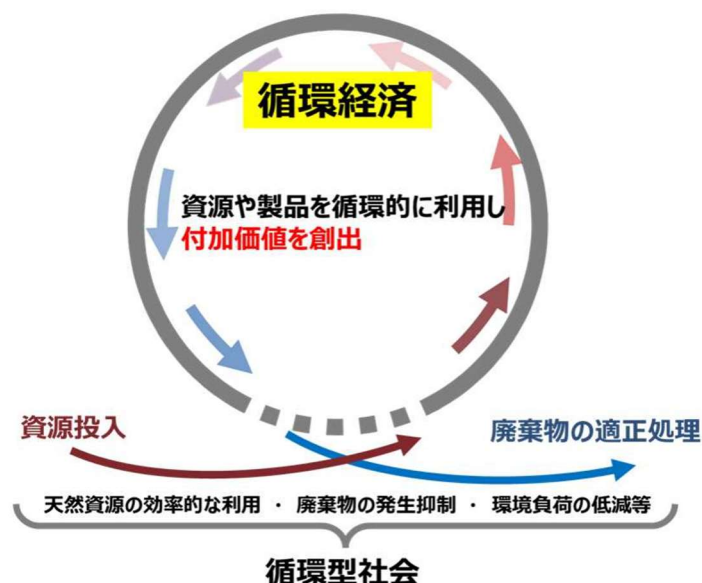 循環経済
資源や製品を循環的に利用し
付加価値を創出
資源投入
廃棄物の適正処理
天然資源の効率的な利用 ・ 廃棄物の発生抑制 ・ 環境負荷の低減等
循環型社会